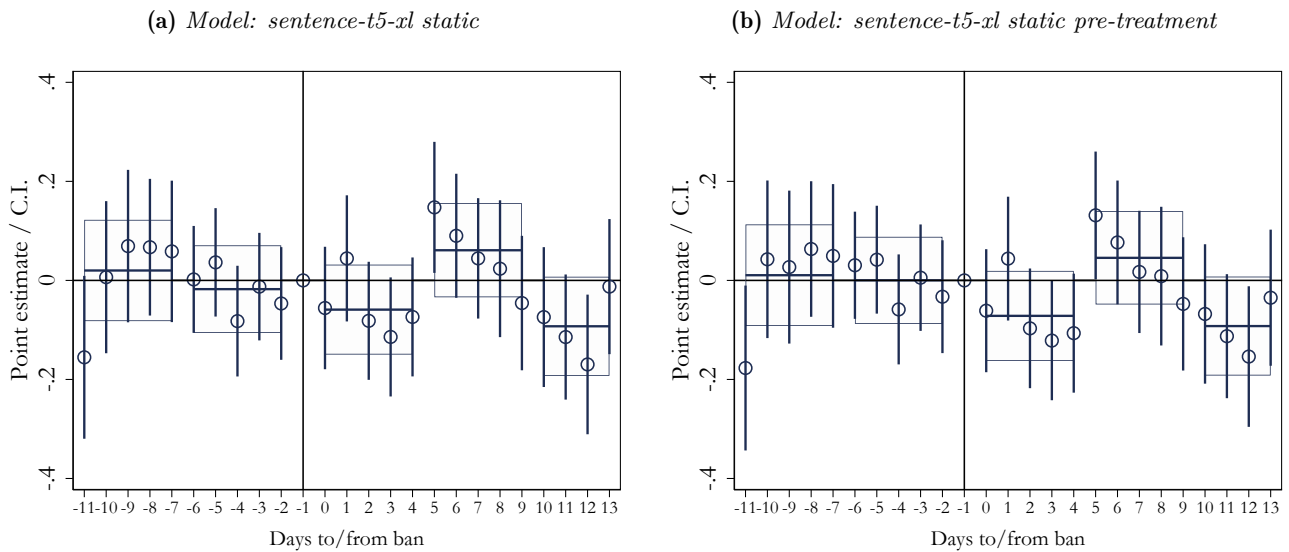 (a) Model: sentence-t5-xl static
.4
.2
0
-.2
-.4
Point estimate / C.I.
-11 -10 -9 -8 -7 -6 -5 -4 -3 -2 -1 0 1 2 3 4 5 6 7 8 9 10 11 12 13
Days to/from ban
(b) Model: sentence-t5-xl static pre-treatment
.4
.2
0
-.2
-.4
Point estimate / C.I.
-11 -10 -9 -8 -7 -6 -5 -4 -3 -2 -1 0 1 2 3 4 5 6 7 8 9 10 11 12 13
Days to/from ban